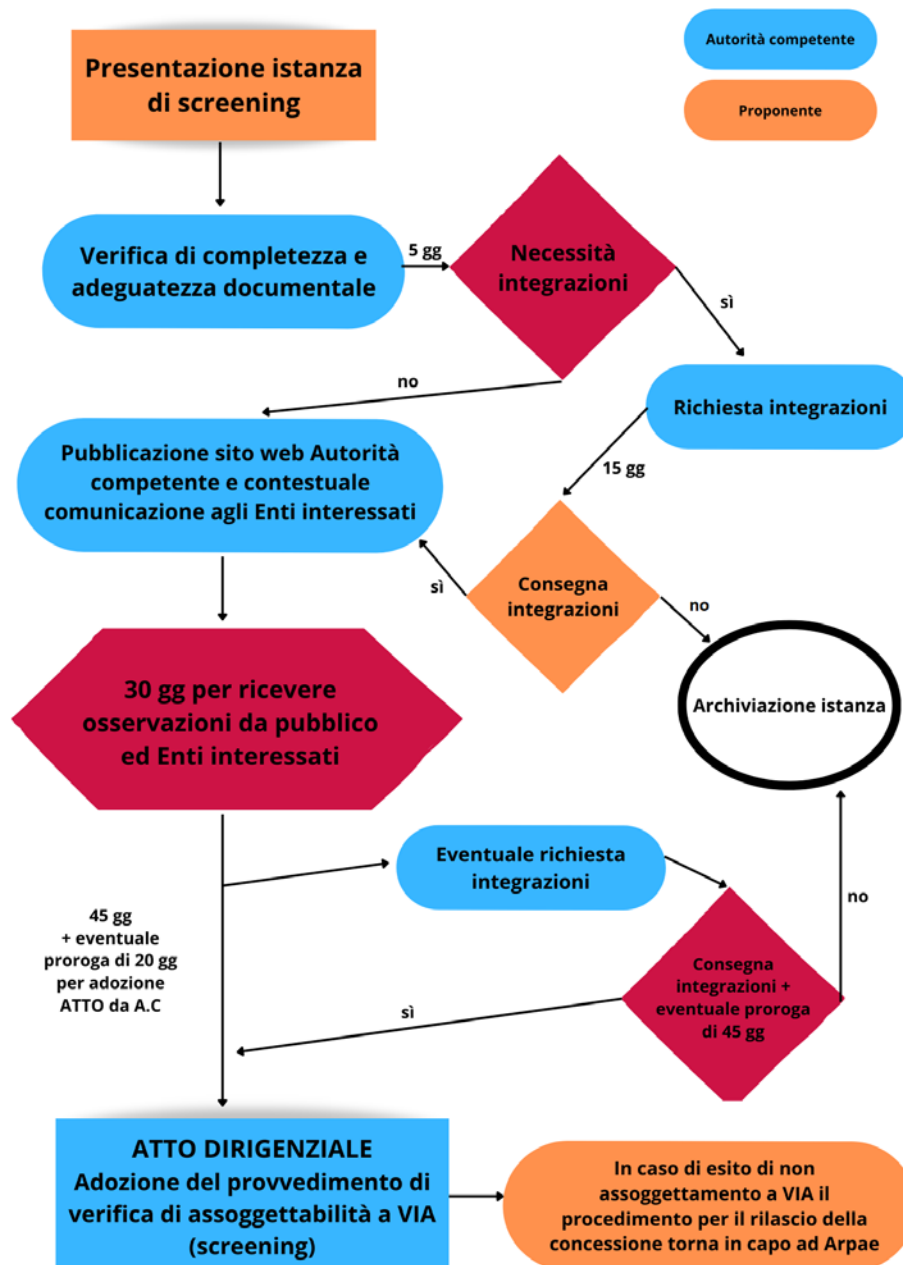 Presentazione istanza
di screening
Autorità competente
Proponente
Verifica di completezza e
adeguatezza documentale
5 gg
Necessità
integrazioni
sì
no
Richiesta integrazioni
Pubblicazione sito web Autorità
competente e contestuale
comunicazione agli Enti interessati
15 gg
sì
Consegna
integrazioni
no
Archiviazione istanza
30 gg per ricevere
osservazioni da pubblico
ed Enti interessati
Eventuale richiesta
integrazioni
no
45 gg
+ eventuale
proroga di 20 gg
per adozione
ATTO da A.C
Consegna
integrazioni +
eventuale proroga
di 45 gg
sì
ATTO DIRIGENZIALE
Adozione del provvedimento di
verifica di assoggettabilità a VIA
(screening)
In caso di esito di non
assoggettamento a VIA il
procedimento per il rilascio della
concessione torna in capo ad Arpae